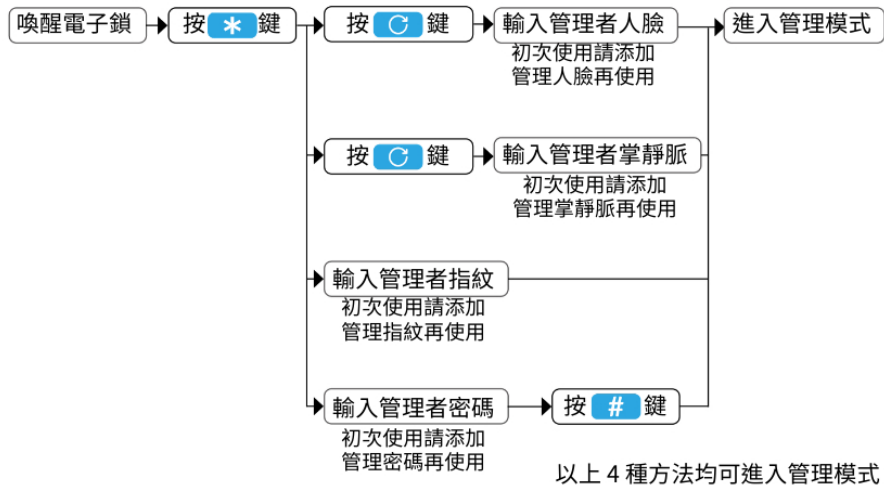 喚醒電子鎖
按 * 鍵
按 ⟳ 鍵
輸入管理者人臉
進入管理模式
初次使用請添加
管理人臉再使用
按 ⟳ 鍵
輸入管理者掌靜脈
初次使用請添加
管理掌靜脈再使用
輸入管理者指紋
初次使用請添加
管理指紋再使用
輸入管理者密碼
按 # 鍵
初次使用請添加
管理密碼再使用
以上 4 種方法均可進入管理模式